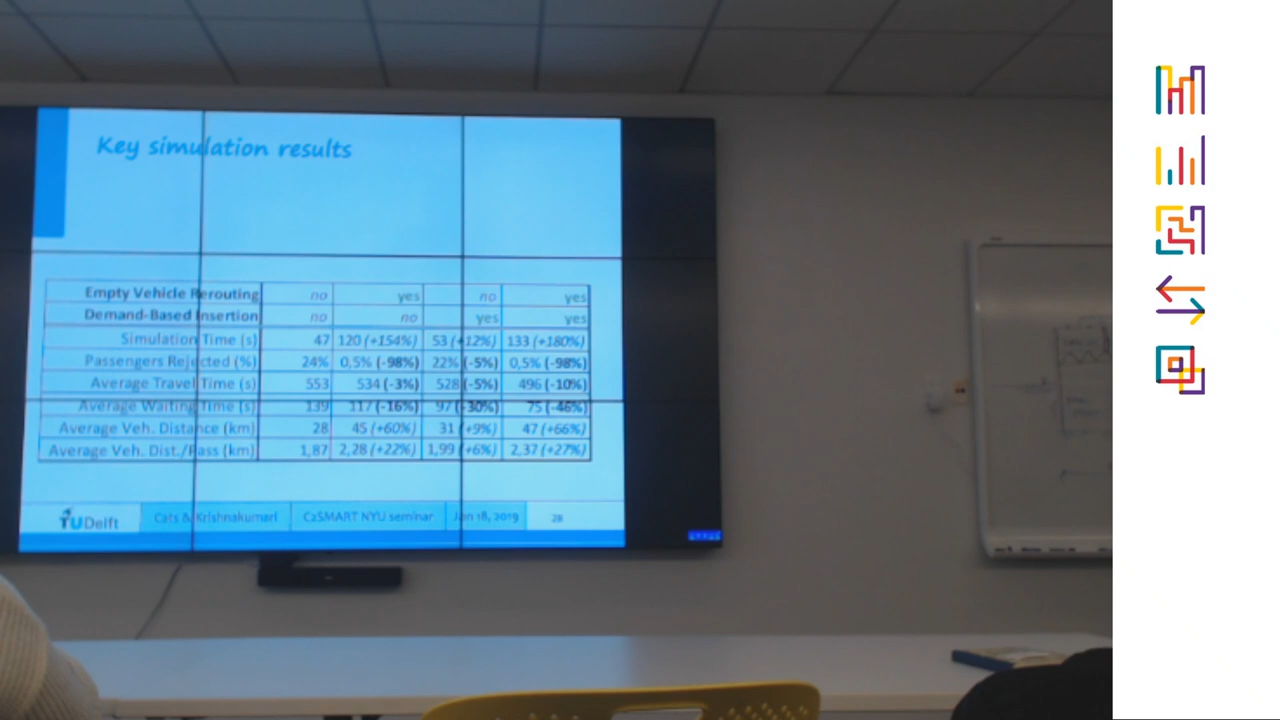 Key simulation results
Empty Vehicle Rerouting no yes no yes
Demand-Based Insertion no no yes yes
Simulation Time (s) 47 120 (+154%) 53 (+12%) 133 (+180%)
Passengers Rejected (%) 24% 0,5% (-98%) 22% (-5%) 0,5% (-98%)
Average Travel Time (s) 553 534 (-3%) 528 (-5%) 496 (-10%)
Average Waiting Time (s) 139 117 (-16%) 97 (-30%) 75 (-46%)
Average Veh. Distance (km) 28 45 (+60%) 31 (+9%) 47 (+66%)
Average Veh. Dist./Pass (km) 1,87 2,28 (+22%) 1,99 (+6%) 2,37 (+27%)
TUDelft Cats & Krishnakumari C2SMART NYU seminar Jan 18, 2019 28